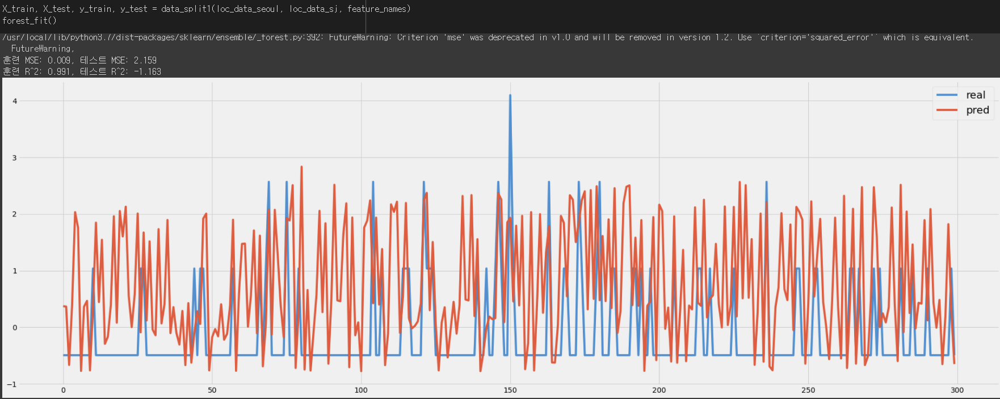 X_train, X_test, y_train, y_test = data_split1(loc_data_seoul, loc_data_sj, feature_names)
forest_fit()
/usr/local/lib/python3.7/dist-packages/sklearn/ensemble/_forest.py:392: FutureWarning: Criterion 'mse' was deprecated in v1.0 and will be removed in version 1.2. Use `criterion='squared_error'` which is equivalent.
FutureWarning,
훈련 MSE: 0.009, 테스트 MSE: 2.159
훈련 R^2: 0.991, 테스트 R^2: -1.163
real
pred
4
3
2
1
0
−1
0 50 100 150 200 250 300